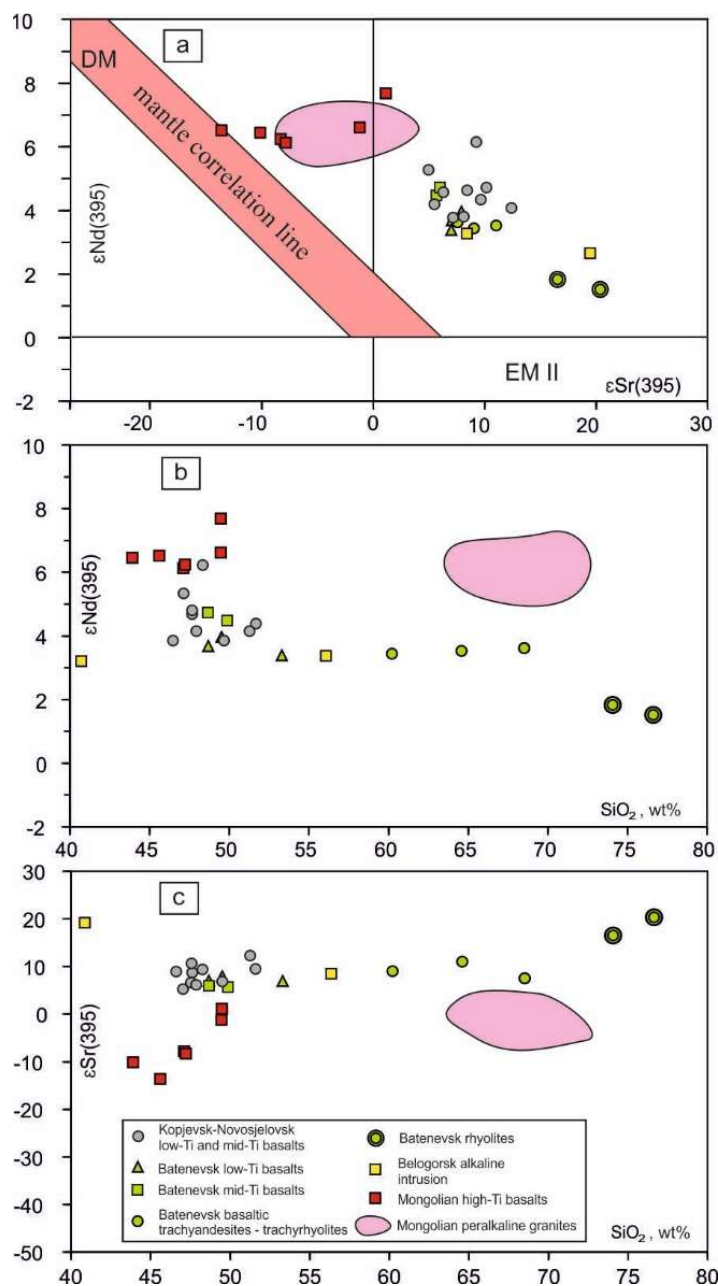 10
8
6
4
2
0
-2
a
DM
mantle correlation line
εNd(395)
EM II
εSr(395)
-20
-10
0
10
20
30
10
8
6
4
2
0
-2
b
εNd(395)
SiO₂ , wt%
40
45
50
55
60
65
70
75
80
30
20
10
0
-10
-20
-30
-40
-50
c
εSr(395)
Kopjevsk-Novosjelovsk
low-Ti and mid-Ti basalts
Batenevsk low-Ti basalts
Batenevsk mid-Ti basalts
Batenevsk basaltic
trachyandesites - trachyrhyolites
Batenevsk rhyolites
Belogorsk alkaline
intrusion
Mongolian high-Ti basalts
Mongolian peralkaline granites
SiO₂ , wt%
40
45
50
55
60
65
70
75
80